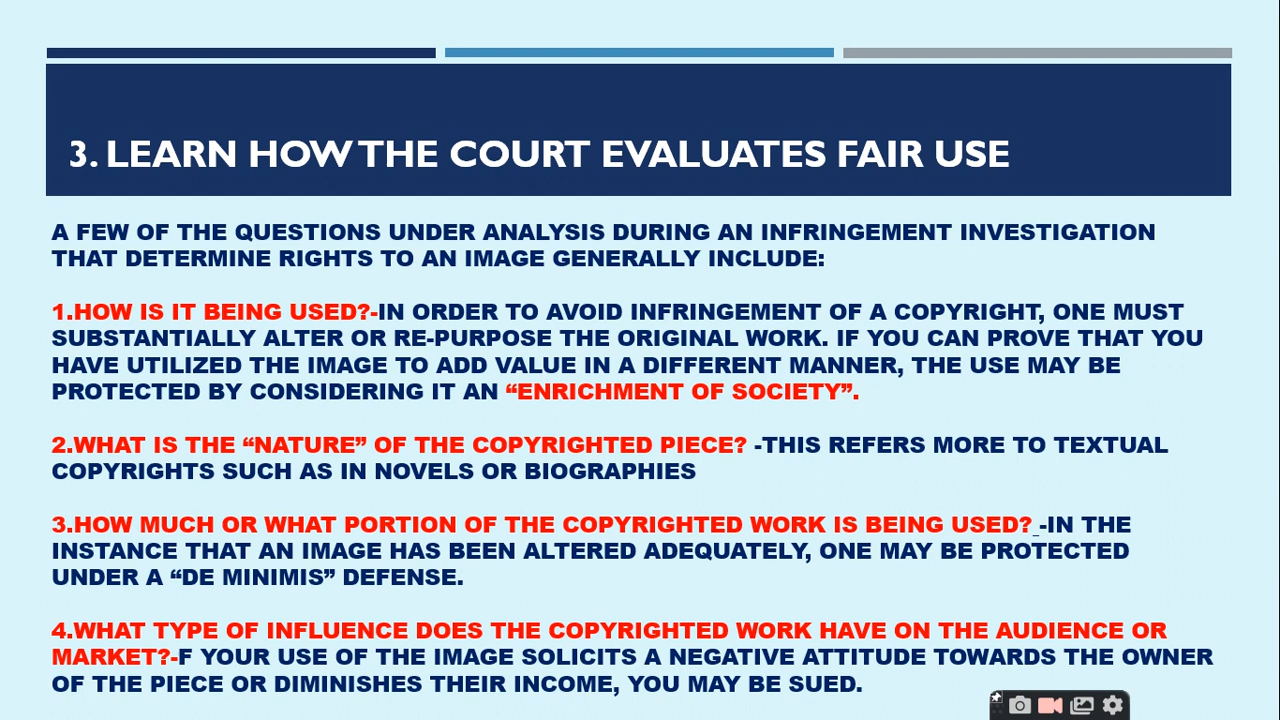 3. LEARN HOW THE COURT EVALUATES FAIR USE
A FEW OF THE QUESTIONS UNDER ANALYSIS DURING AN INFRINGEMENT INVESTIGATION
THAT DETERMINE RIGHTS TO AN IMAGE GENERALLY INCLUDE:
1.HOW IS IT BEING USED?-IN ORDER TO AVOID INFRINGEMENT OF A COPYRIGHT, ONE MUST
SUBSTANTIALLY ALTER OR RE-PURPOSE THE ORIGINAL WORK. IF YOU CAN PROVE THAT YOU
HAVE UTILIZED THE IMAGE TO ADD VALUE IN A DIFFERENT MANNER, THE USE MAY BE
PROTECTED BY CONSIDERING IT AN “ENRICHMENT OF SOCIETY”.
2.WHAT IS THE “NATURE” OF THE COPYRIGHTED PIECE? -THIS REFERS MORE TO TEXTUAL
COPYRIGHTS SUCH AS IN NOVELS OR BIOGRAPHIES
3.HOW MUCH OR WHAT PORTION OF THE COPYRIGHTED WORK IS BEING USED? -IN THE
INSTANCE THAT AN IMAGE HAS BEEN ALTERED ADEQUATELY, ONE MAY BE PROTECTED
UNDER A “DE MINIMIS” DEFENSE.
4.WHAT TYPE OF INFLUENCE DOES THE COPYRIGHTED WORK HAVE ON THE AUDIENCE OR
MARKET?-F YOUR USE OF THE IMAGE SOLICITS A NEGATIVE ATTITUDE TOWARDS THE OWNER
OF THE PIECE OR DIMINISHES THEIR INCOME, YOU MAY BE SUED.